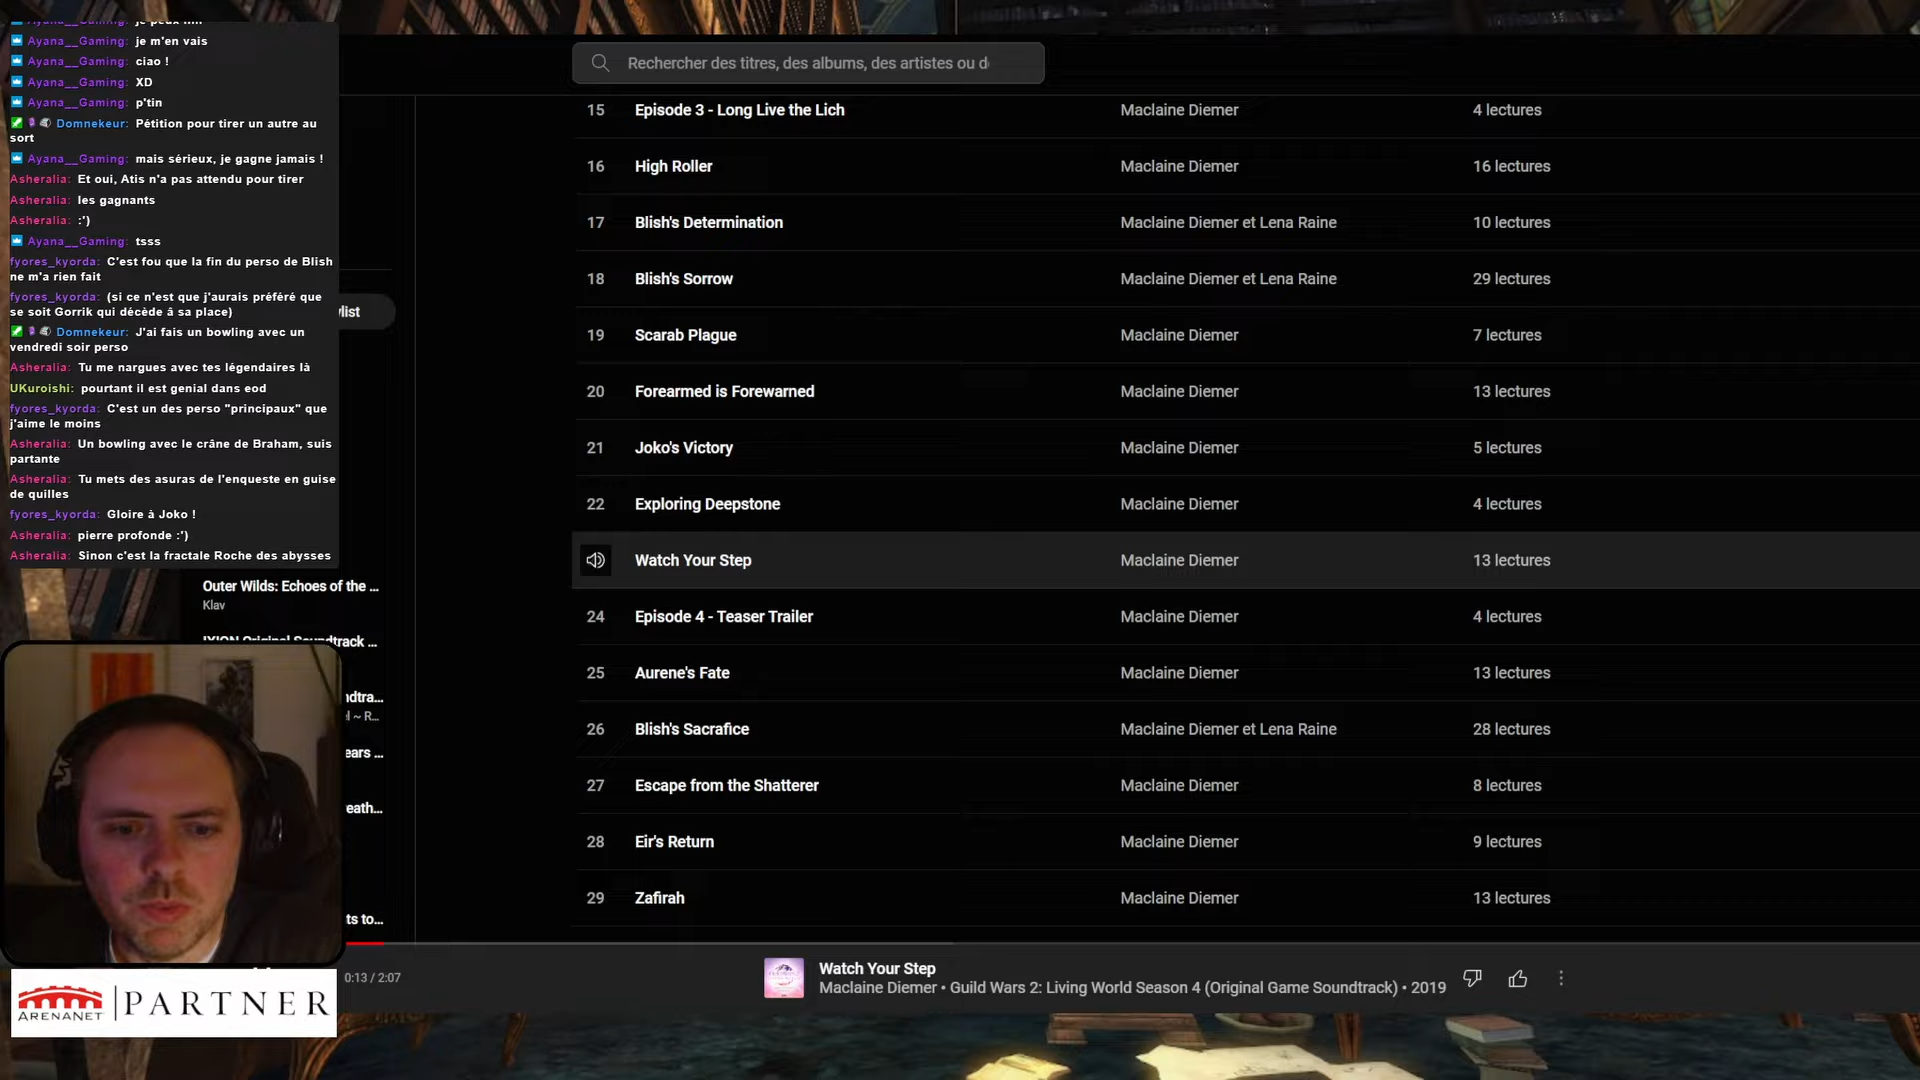 Ayana__Gaming: je m'en vais
Ayana__Gaming: ciao !
Ayana__Gaming: XD
Ayana__Gaming: p'tin
Domnekeur: Pétition pour tirer un autre au
sort
Ayana__Gaming: mais sérieux, je gagne jamais !
Asheralia: Et oui, Atis n'a pas attendu pour tirer
Asheralia: les gagnants
Asheralia: :')
Ayana__Gaming: tsss
fyores_kyorda: C'est fou que la fin du perso de Blish
ne m'a rien fait
fyores_kyorda: (si ce n'est que j'aurais préféré que
se soit Gorrik qui décède â sa place)
Domnekeur: J'ai fais un bowling avec un
vendredi soir perso
Asheralia: Tu me nargues avec tes légendaires là
UKuroishi: pourtant il est genial dans eod
fyores_kyorda: C'est un des perso "principaux" que
j'aime le moins
Asheralia: Un bowling avec le crâne de Braham, suis
partante
Asheralia: Tu mets des asuras de l'enqueste en guise
de quilles
fyores_kyorda: Gloire à Joko !
Asheralia: pierre profonde :')
Asheralia: Sinon c'est la fractale Roche des abysses
ylist
Outer Wilds: Echoes of the ...
Klav
IXION Original Soundtrack ...
ndtra...
l ~ R...
ears ...
eath...
ts to...
Rechercher des titres, des albums, des artistes ou d
15 Episode 3 - Long Live the Lich Maclaine Diemer 4 lectures
16 High Roller Maclaine Diemer 16 lectures
17 Blish's Determination Maclaine Diemer et Lena Raine 10 lectures
18 Blish's Sorrow Maclaine Diemer et Lena Raine 29 lectures
19 Scarab Plague Maclaine Diemer 7 lectures
20 Forearmed is Forewarned Maclaine Diemer 13 lectures
21 Joko's Victory Maclaine Diemer 5 lectures
22 Exploring Deepstone Maclaine Diemer 4 lectures
Watch Your Step Maclaine Diemer 13 lectures
24 Episode 4 - Teaser Trailer Maclaine Diemer 4 lectures
25 Aurene's Fate Maclaine Diemer 13 lectures
26 Blish's Sacrafice Maclaine Diemer et Lena Raine 28 lectures
27 Escape from the Shatterer Maclaine Diemer 8 lectures
28 Eir's Return Maclaine Diemer 9 lectures
29 Zafirah Maclaine Diemer 13 lectures
0:13 / 2:07
Watch Your Step
Maclaine Diemer • Guild Wars 2: Living World Season 4 (Original Game Soundtrack) • 2019
ARENANET | PARTNER